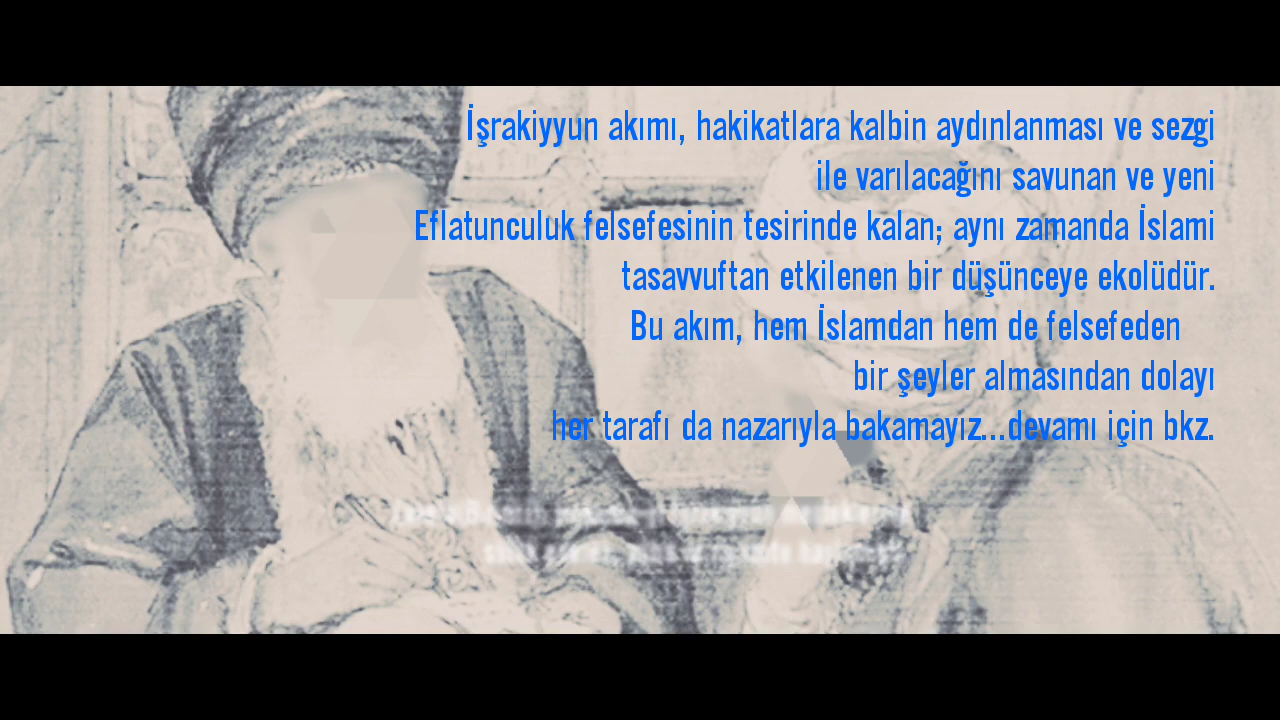 İşrakiyyun akımı, hakikatlara kalbin aydınlanması ve sezgi
ile varılacağını savunan ve yeni
Eflatunculuk felsefesinin tesirinde kalan; aynı zamanda İslami
tasavvuftan etkilenen bir düşünceye ekolüdür.
Bu akım, hem İslamdan hem de felsefeden
bir şeyler almasından dolayı
her tarafı da nazarıyla bakamayız...devamı için bkz.